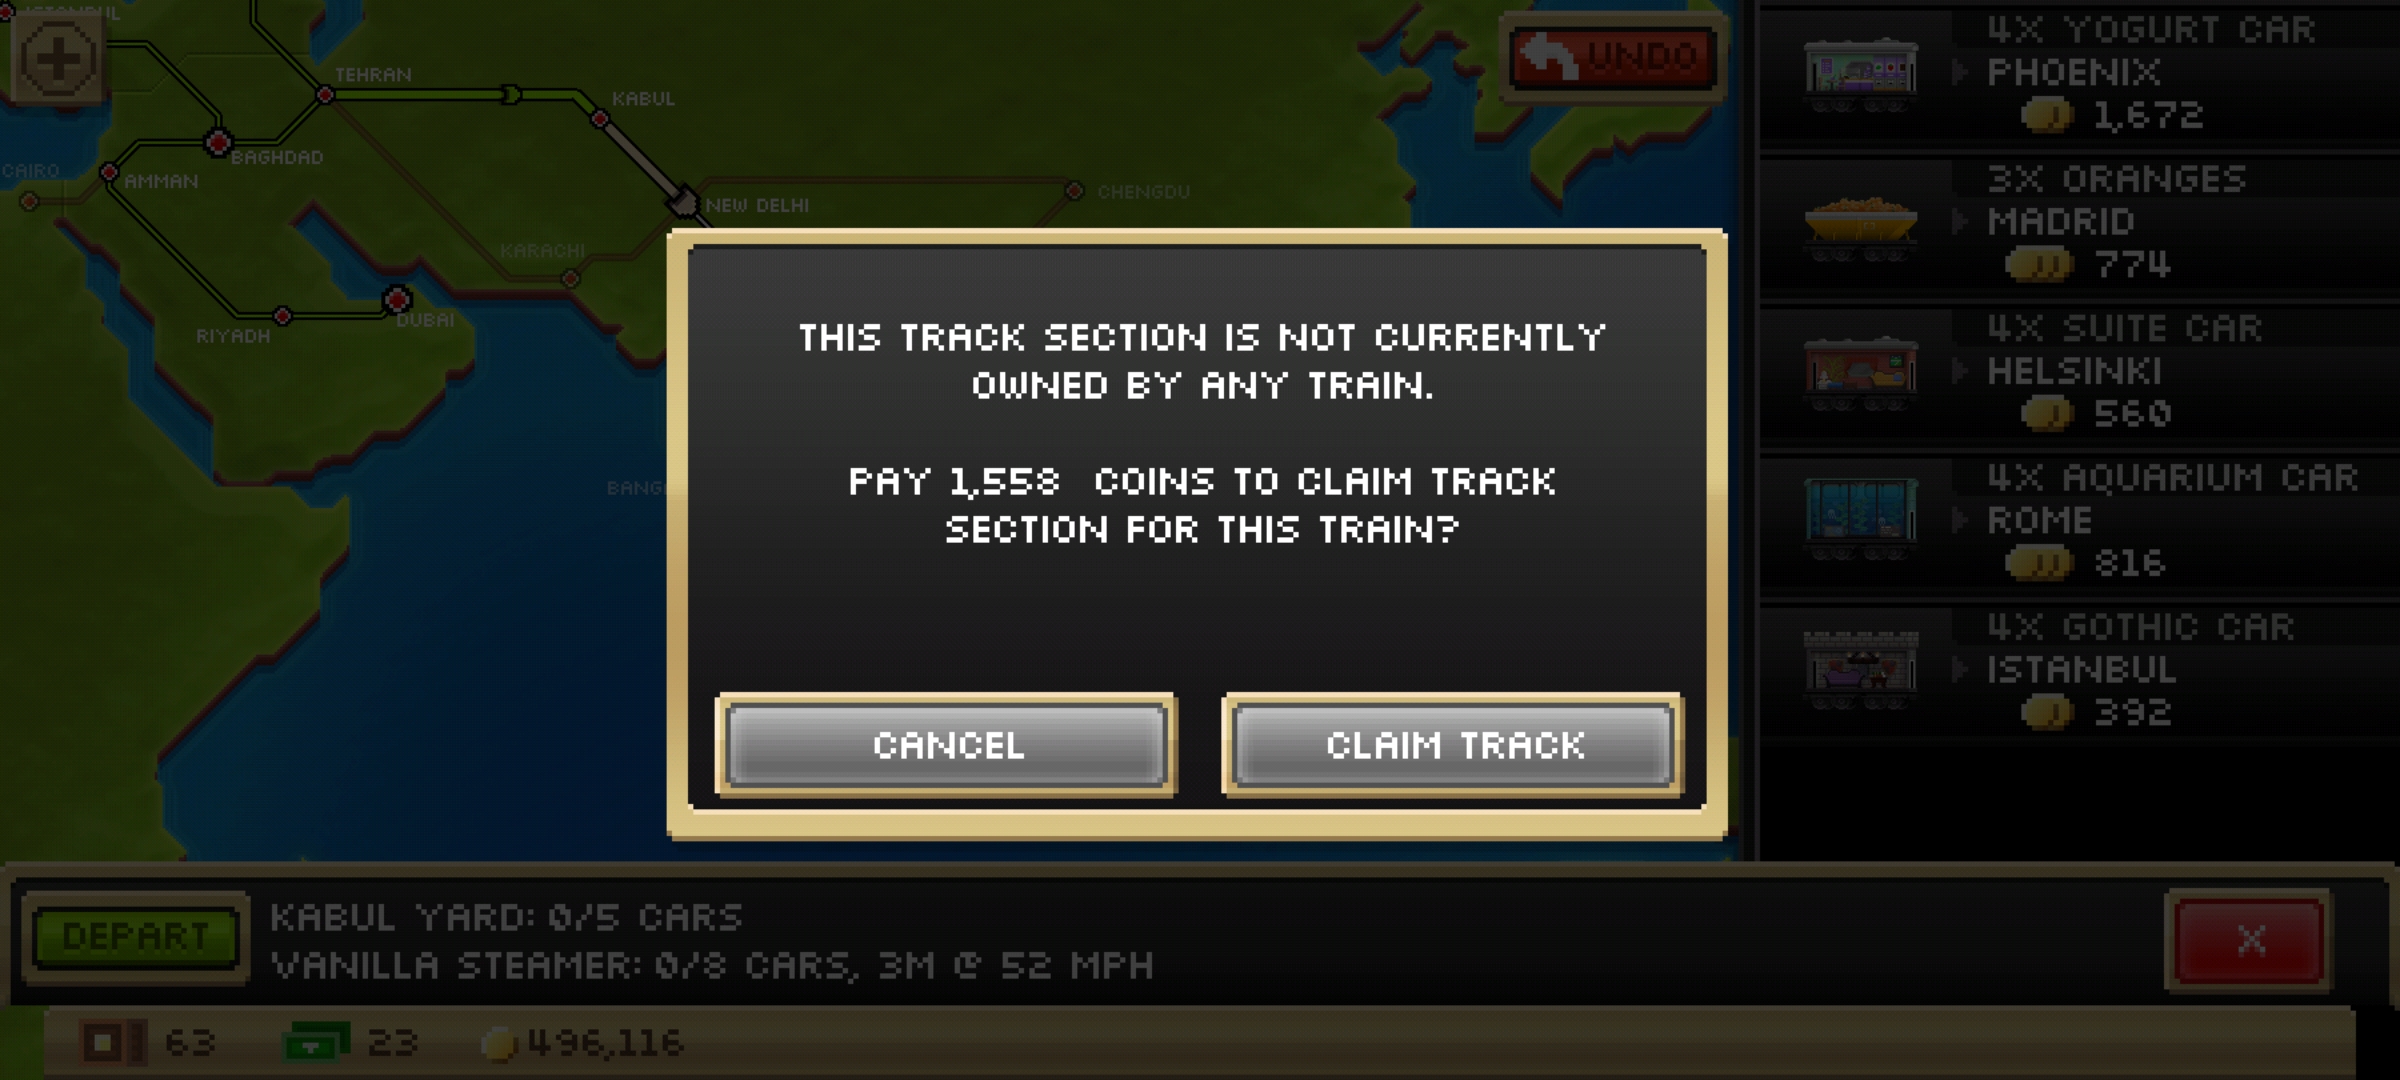 ISTANBUL
TEHRAN
KABUL
BAGHDAD
CAIRO
AMMAN
NEW DELHI
CHENGDU
KARACHI
DUBAI
RIYADH
BANG
UNDO
THIS TRACK SECTION IS NOT CURRENTLY
OWNED BY ANY TRAIN.
PAY 1,558 COINS TO CLAIM TRACK
SECTION FOR THIS TRAIN?
CANCEL
CLAIM TRACK
4X YOGURT CAR
PHOENIX
1,672
3X ORANGES
MADRID
774
4X SUITE CAR
HELSINKI
560
4X AQUARIUM CAR
ROME
816
4X GOTHIC CAR
ISTANBUL
392
DEPART
KABUL YARD: 0/5 CARS
VANILLA STEAMER: 0/8 CARS, 3M @ 52 MPH
X
63
23
496,116